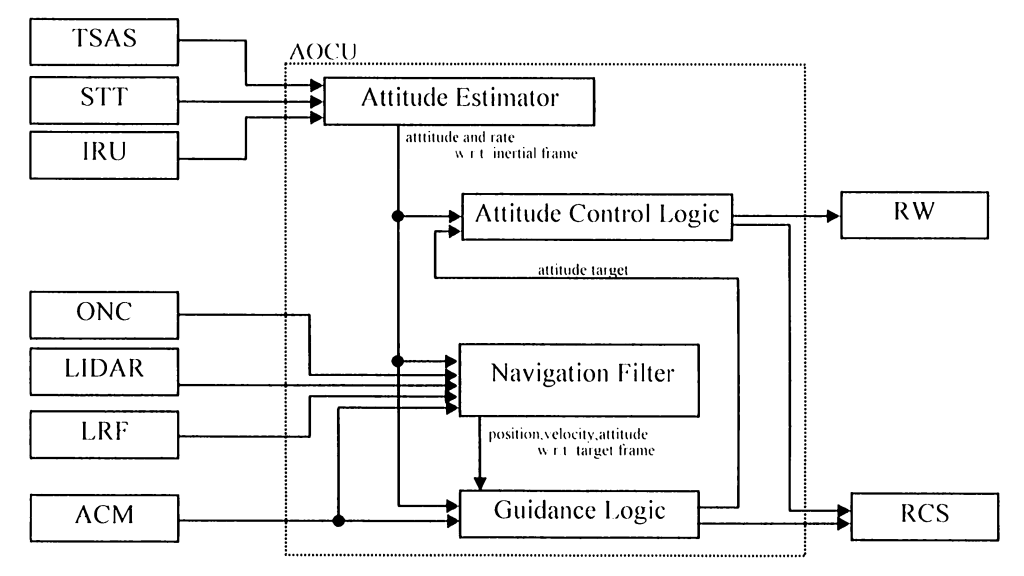 TSAS
AOCU
STT
Attitude Estimator
IRU
atttitude and rate
w r t inertial frame
Attitude Control Logic
RW
attitude target
ONC
LIDAR
Navigation Filter
LRF
position,velocity,attitude
w r t target frame
ACM
Guidance Logic
RCS